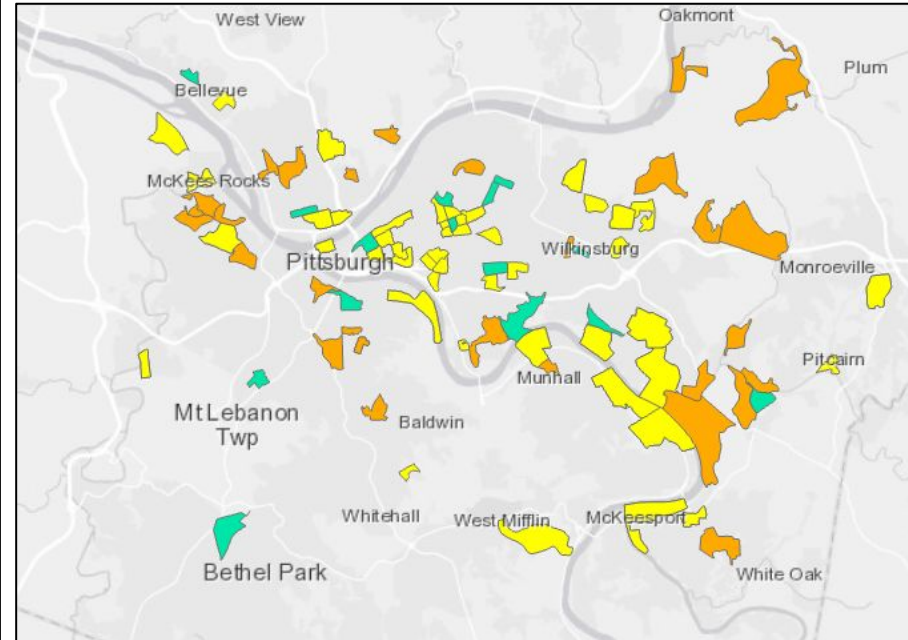 West View
Oakmont
Plum
Bellevue
McKees Rocks
Wilkinsburg
Pittsburgh
Monroeville
Pitcairn
Munhall
Mt Lebanon
Twp
Baldwin
Whitehall
West Mifflin
McKeesport
Bethel Park
White Oak